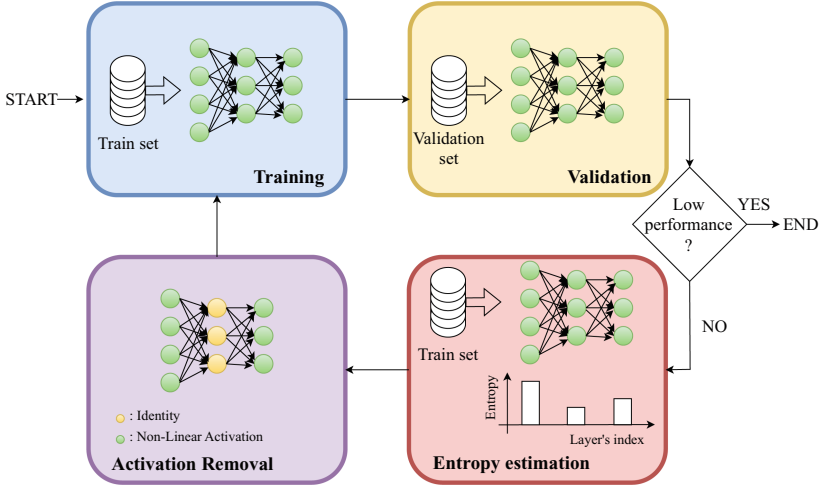 START
Train set
Training
Validation
set
Validation
Low
performance
?
YES
END
NO
Train set
Entropy
Layer's index
Entropy estimation
: Identity
: Non-Linear Activation
Activation Removal